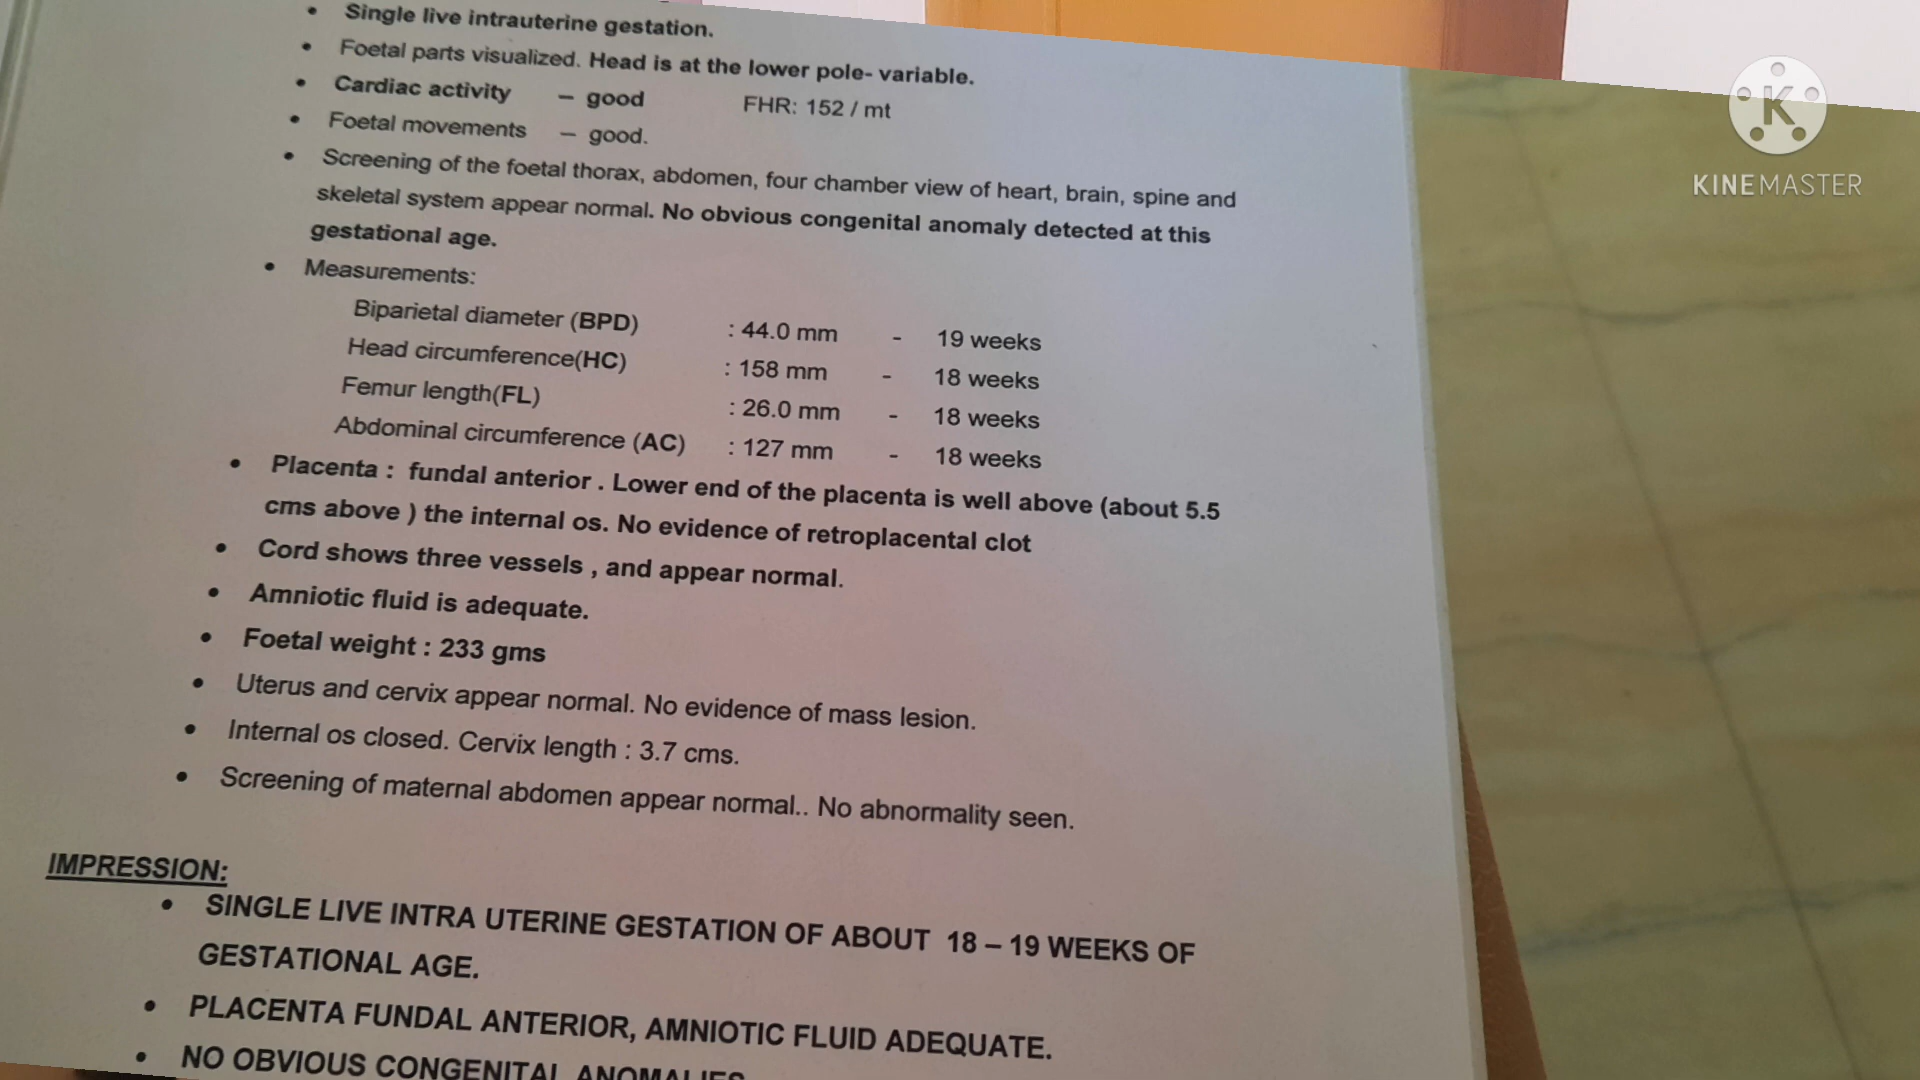 Single live intrauterine gestation.
Foetal parts visualized. Head is at the lower pole- variable.
Cardiac activity – good FHR: 152 / mt
Foetal movements – good.
Screening of the foetal thorax, abdomen, four chamber view of heart, brain, spine and
skeletal system appear normal. No obvious congenital anomaly detected at this
gestational age.
Measurements:
Biparietal diameter (BPD) : 44.0 mm - 19 weeks
Head circumference(HC) : 158 mm - 18 weeks
Femur length(FL) : 26.0 mm - 18 weeks
Abdominal circumference (AC) : 127 mm - 18 weeks
Placenta : fundal anterior . Lower end of the placenta is well above (about 5.5
cms above ) the internal os. No evidence of retroplacental clot
Cord shows three vessels , and appear normal.
Amniotic fluid is adequate.
Foetal weight : 233 gms
Uterus and cervix appear normal. No evidence of mass lesion.
Internal os closed. Cervix length : 3.7 cms.
Screening of maternal abdomen appear normal.. No abnormality seen.
IMPRESSION:
SINGLE LIVE INTRA UTERINE GESTATION OF ABOUT 18 – 19 WEEKS OF
GESTATIONAL AGE.
PLACENTA FUNDAL ANTERIOR, AMNIOTIC FLUID ADEQUATE.
NO OBVIOUS CONGENITAL ANOMALIES
K
KINEMASTER